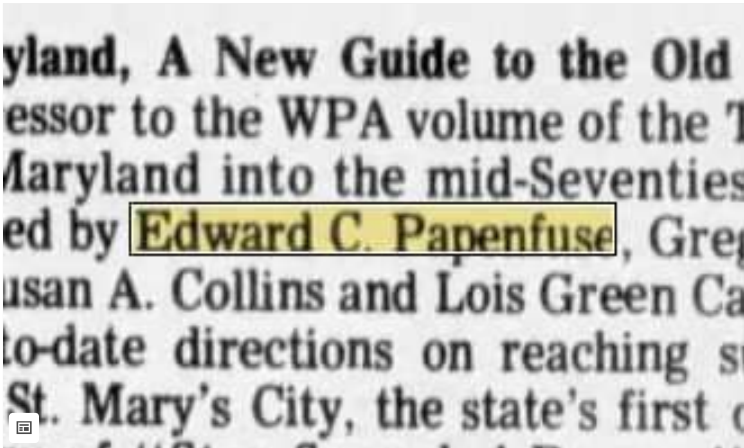 yland, A New Guide to the Old
essor to the WPA volume of the T
Maryland into the mid-Seventies
ed by Edward C. Papenfuse, Greg
usan A. Collins and Lois Green Ca
to-date directions on reaching su
St. Mary's City, the state's first